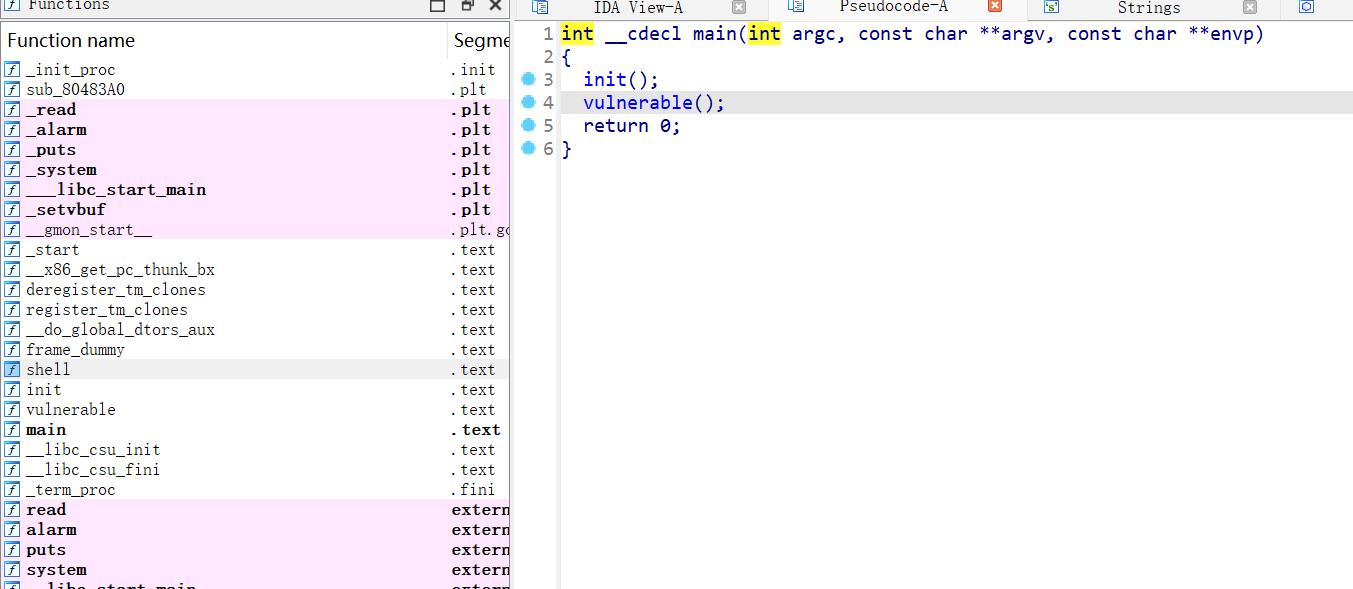 Functions
Function name Segme
_init_proc .init
sub_80483A0 .plt
_read .plt
_alarm .plt
_puts .plt
_system .plt
___libc_start_main .plt
_setvbuf .plt
__gmon_start__ .plt.go
_start .text
__x86_get_pc_thunk_bx .text
deregister_tm_clones .text
register_tm_clones .text
__do_global_dtors_aux .text
frame_dummy .text
shell .text
init .text
vulnerable .text
main .text
__libc_csu_init .text
__libc_csu_fini .text
_term_proc .fini
read extern
alarm extern
puts extern
system extern
__libc_start_main extern
IDA View-A Pseudocode-A Strings
1 int __cdecl main(int argc, const char **argv, const char **envp)
2 {
3 init();
4 vulnerable();
5 return 0;
6 }